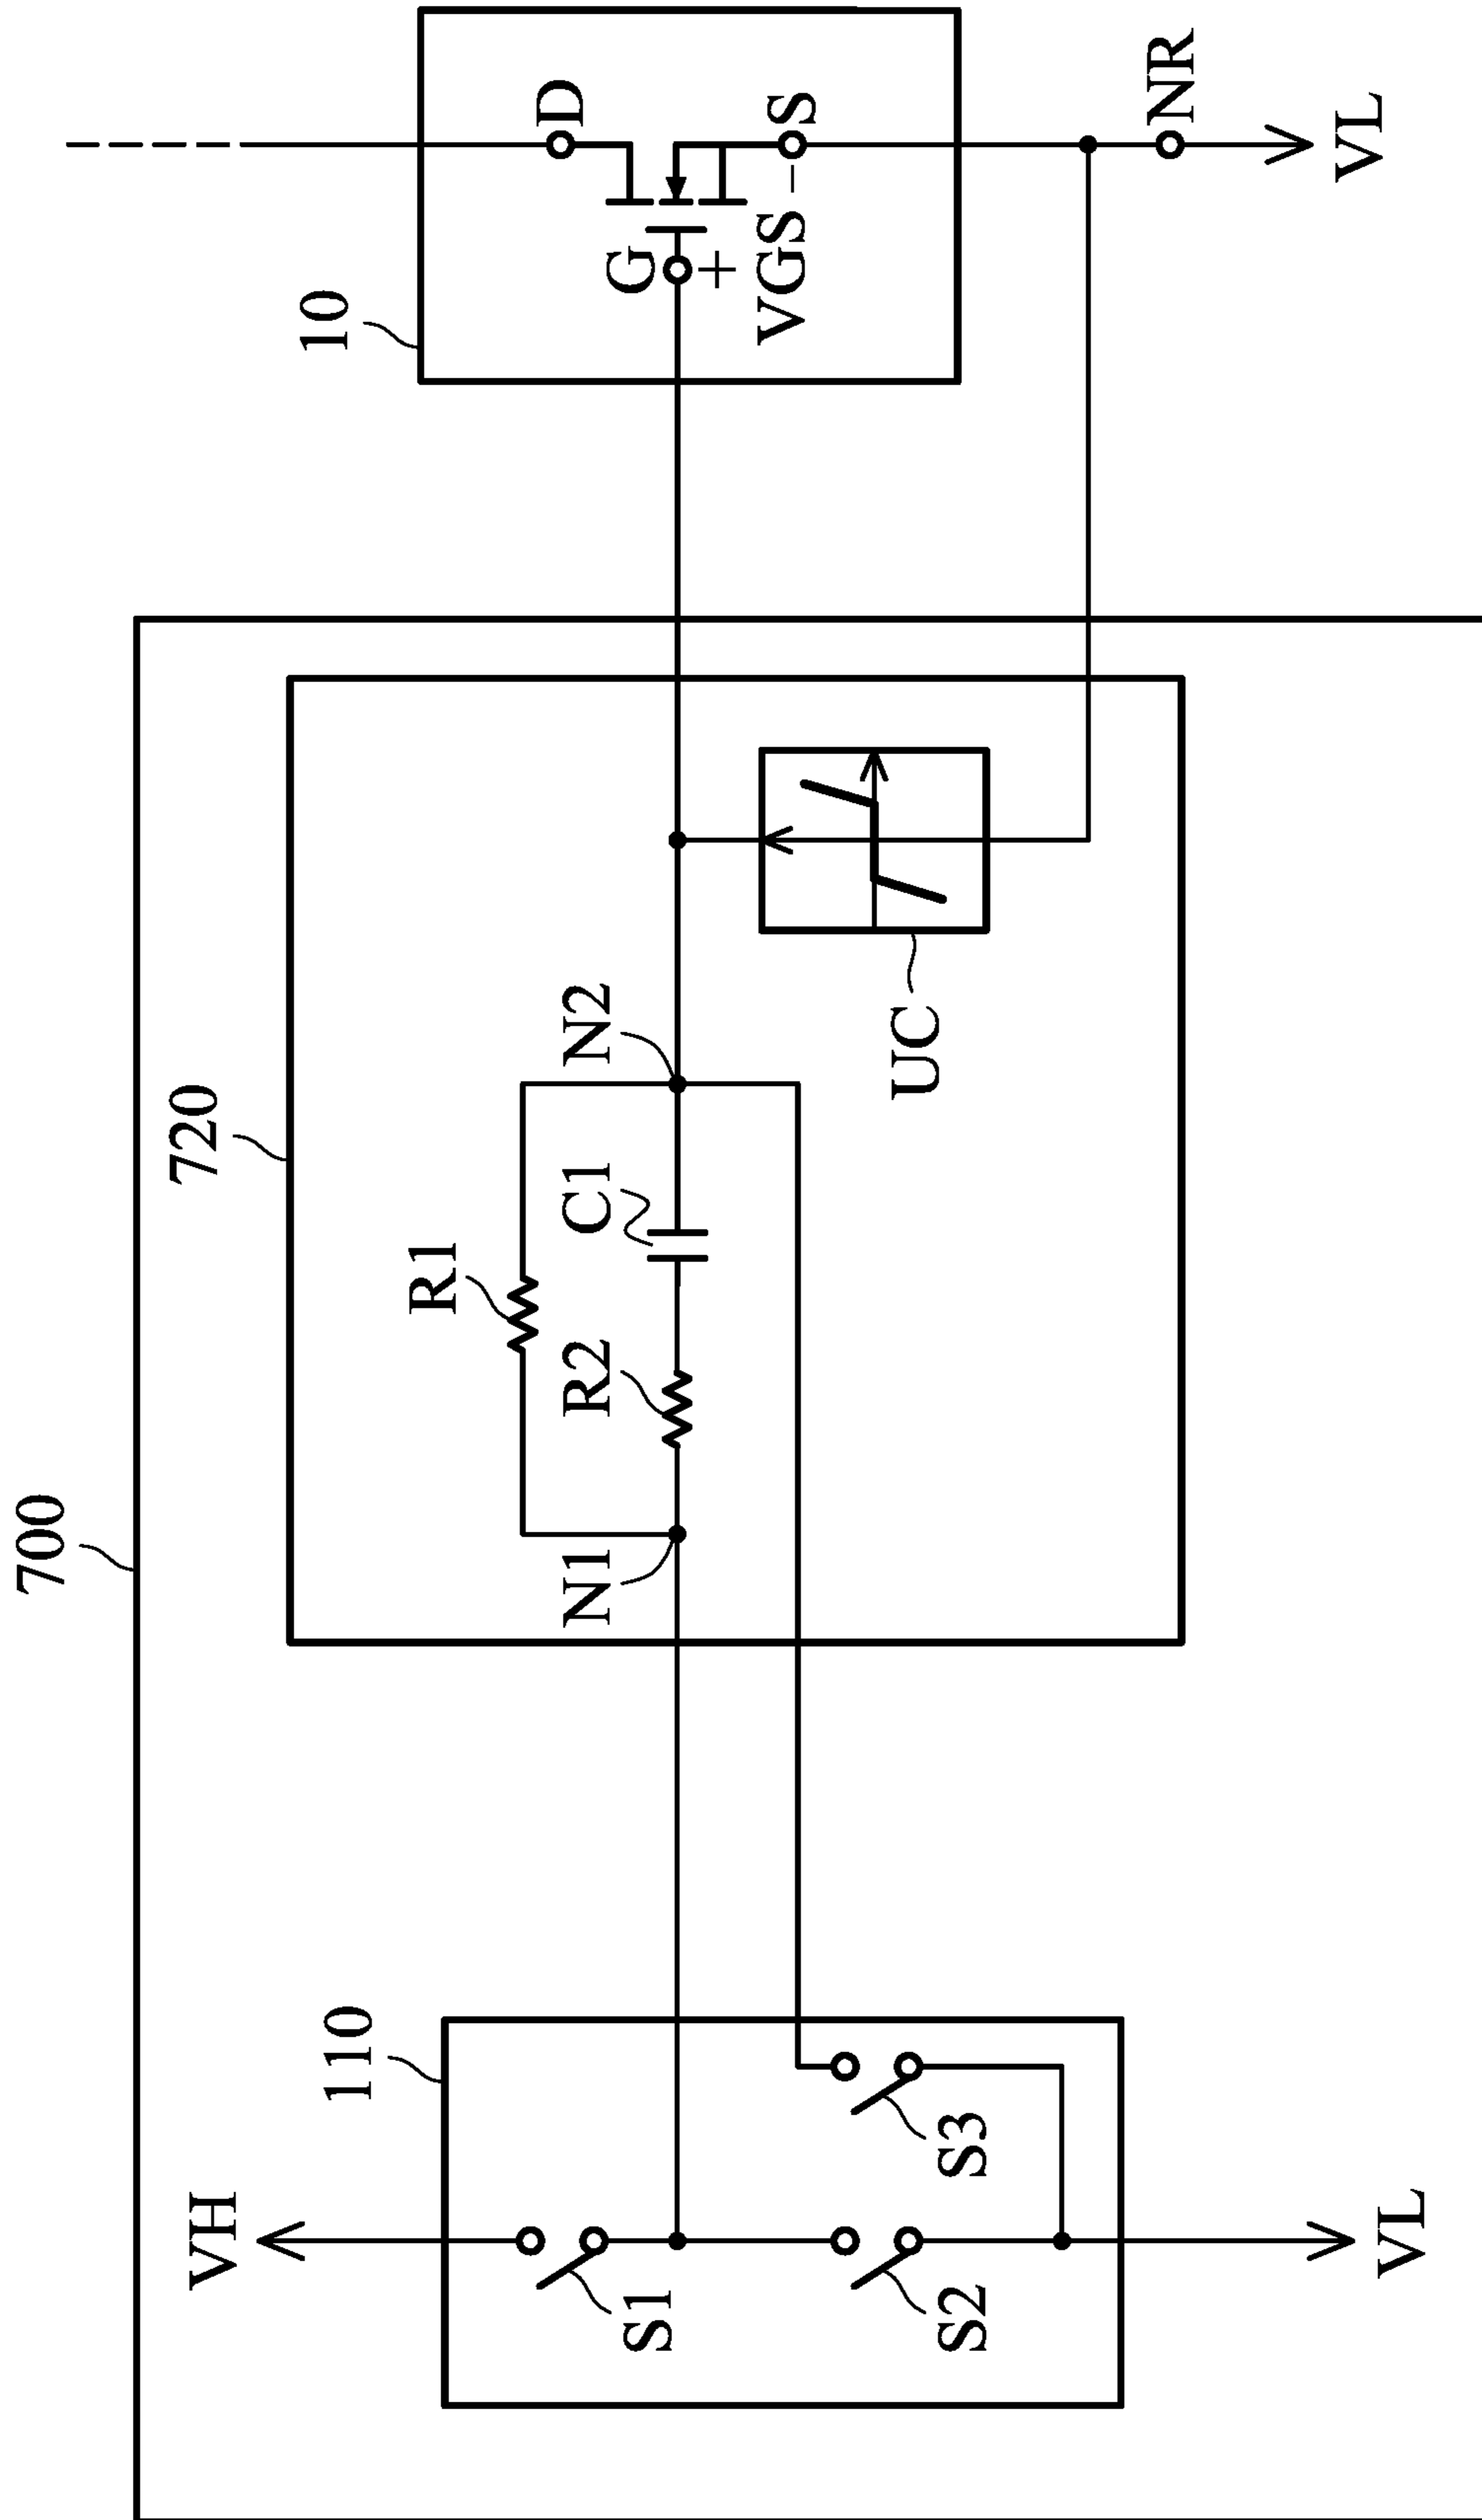 700
720
10
110
VH
S1
S2
S3
VL
N1
R1
R2
C1
N2
UC
D
G
+
VGS
−
S
NR
VL